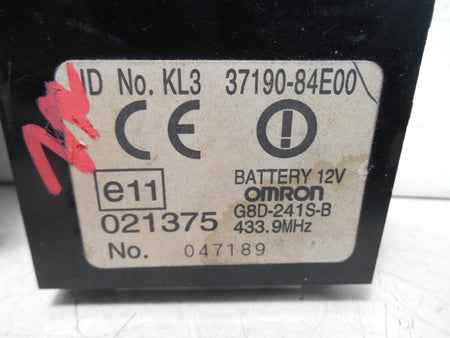 ID No. KL3 37190-84E00
CE
e11 BATTERY 12V
OMRON
021375 G8D-241S-B
433.9MHz
No. 047189